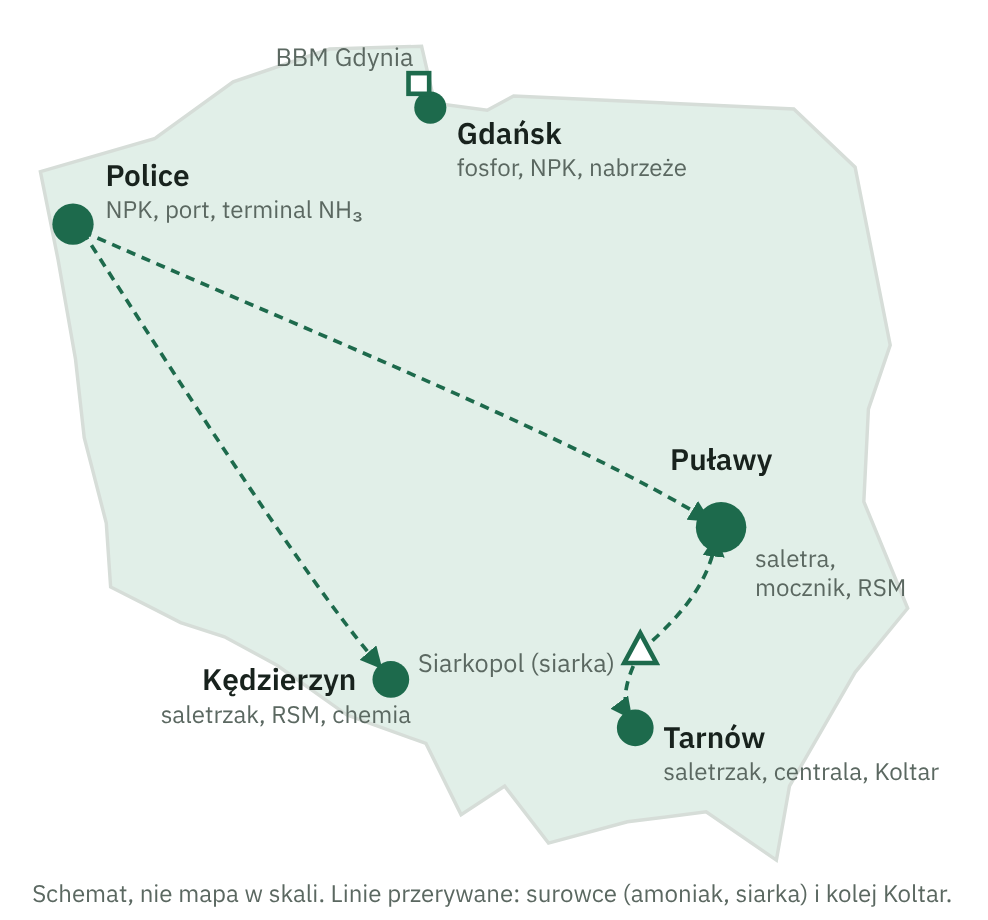 BBM Gdynia
Gdańsk
fosfor, NPK, nabrzeże
Police
NPK, port, terminal NH₃
Puławy
saletra,
mocznik, RSM
Siarkopol (siarka)
Kędzierzyn
saletrzak, RSM, chemia
Tarnów
saletrzak, centrala, Koltar
Schemat, nie mapa w skali. Linie przerywane: surowce (amoniak, siarka) i kolej Koltar.